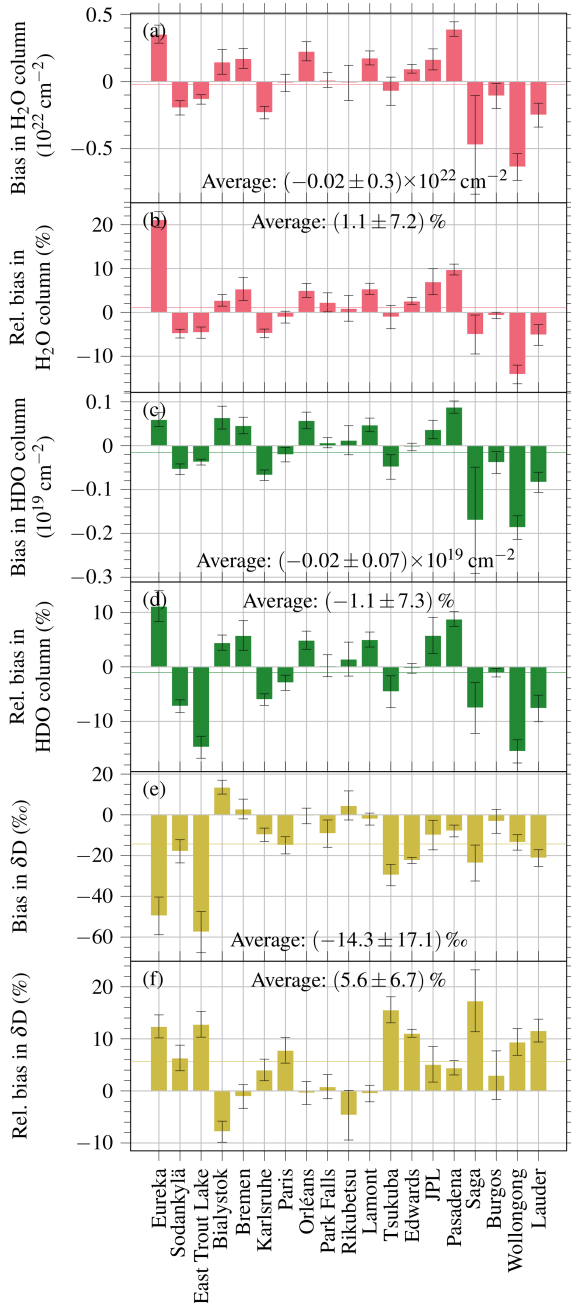 0.5
(a)
0
−0.5
Bias in H2O column
(10²² cm−2)
Average: (−0.02 ± 0.3)×10²² cm−2
20
(b)
Average: (1.1 ± 7.2) %
10
0
−10
Rel. bias in
H2O column (%)
0.1
(c)
0
−0.1
−0.2
−0.3
Bias in HDO column
(10¹⁹ cm−2)
Average: (−0.02 ± 0.07)×10¹⁹ cm−2
(d)
Average: (−1.1 ± 7.3) %
10
0
−10
Rel. bias in
HDO column (%)
20
(e)
0
−20
−40
−60
Bias in δD (‰)
Average: (−14.3 ± 17.1) ‰
(f)
Average: (5.6 ± 6.7) %
20
10
0
−10
Rel. bias in δD (%)
Eureka
Sodankylä
East Trout Lake
Bialystok
Bremen
Karlsruhe
Paris
Orléans
Park Falls
Rikubetsu
Lamont
Tsukuba
Edwards
JPL
Pasadena
Saga
Burgos
Wollongong
Lauder